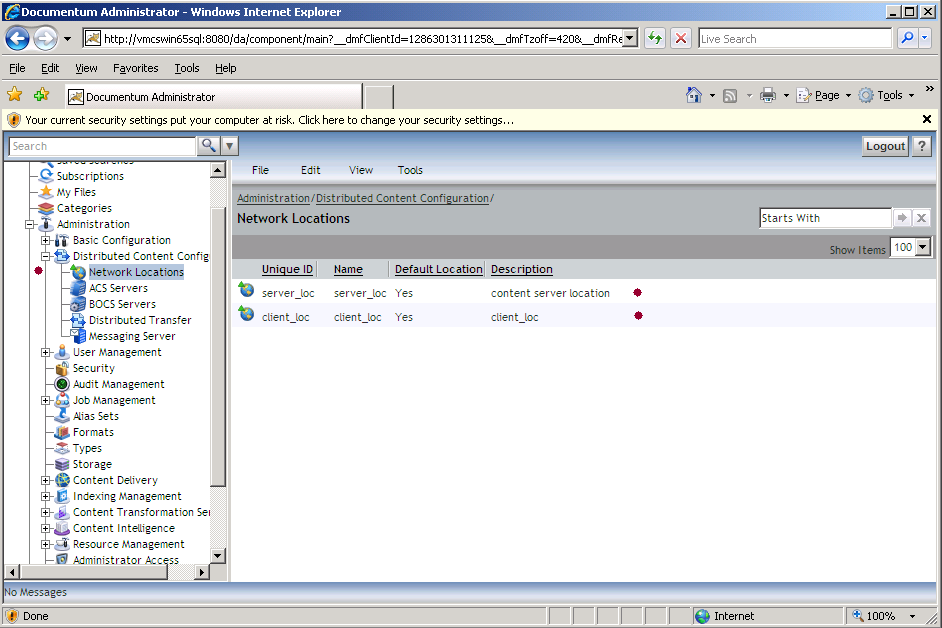 Documentum Administrator - Windows Internet Explorer
http://vmcswin65sql:8080/da/component/main?__dmfClientId=1286301311125&__dmfTzoff=420&__dmfRe
Live Search
File Edit View Favorites Tools Help
Documentum Administrator
Page Tools »
Your current security settings put your computer at risk. Click here to change your security settings...
Search
Logout ?
File Edit View Tools
Saved Searches
Subscriptions
My Files
Categories
Administration
Basic Configuration
Distributed Content Config
Network Locations
ACS Servers
BOCS Servers
Distributed Transfer
Messaging Server
User Management
Security
Audit Management
Job Management
Alias Sets
Formats
Types
Storage
Content Delivery
Indexing Management
Content Transformation Ser
Content Intelligence
Resource Management
Administrator Access
Administration/Distributed Content Configuration/
Network Locations
Starts With
Show Items 100
Unique ID Name Default Location Description
server_loc server_loc Yes content server location
client_loc client_loc Yes client_loc
No Messages
Done
Internet
100%